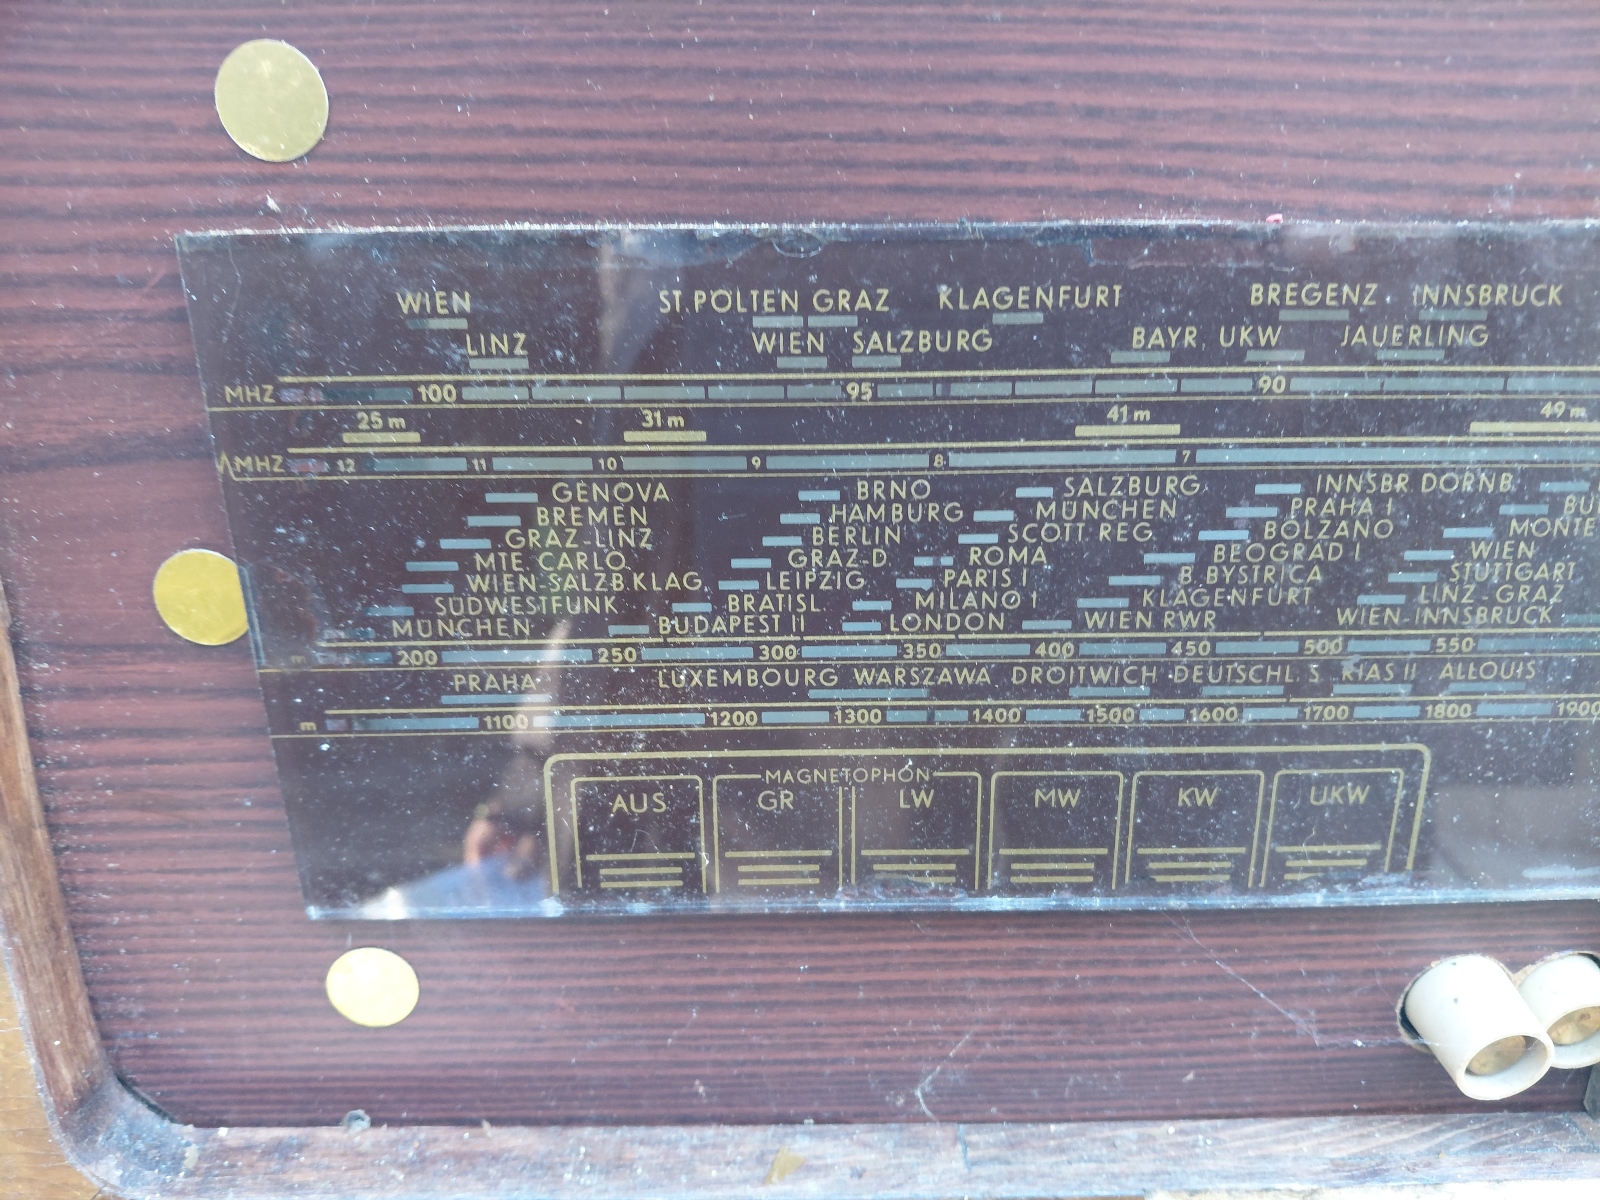 WIEN ST. PÖLTEN GRAZ KLAGENFURT BREGENZ INNSBRUCK
LINZ WIEN SALZBURG BAYR. UKW JAUERLING
MHZ 100 95 90
25 m 31 m 41 m 49 m
MHZ 12 11 10 9 8 7
GENOVA BRNO SALZBURG INNSBR. DORNB.
BREMEN HAMBURG MÜNCHEN PRAHA I
GRAZ-LINZ BERLIN SCOTT REG BOLZANO MONTE
MTE. CARLO GRAZ-D ROMA BEOGRAD I WIEN
WIEN-SALZB.KLAG. LEIPZIG PARIS I B. BYSTRICA STUTTGART
SÜDWESTFUNK BRATISL MILANO I KLAGENFURT LINZ-GRAZ
MÜNCHEN BUDAPEST II LONDON WIEN RWR WIEN-INNSBRUCK
m 200 250 300 350 400 450 500 550
PRAHA LUXEMBOURG WARSZAWA DROITWICH DEUTSCHL. S. RIAS II ALLOUIS
m 1100 1200 1300 1400 1500 1600 1700 1800 1900
MAGNETOPHON
AUS GR LW MW KW UKW